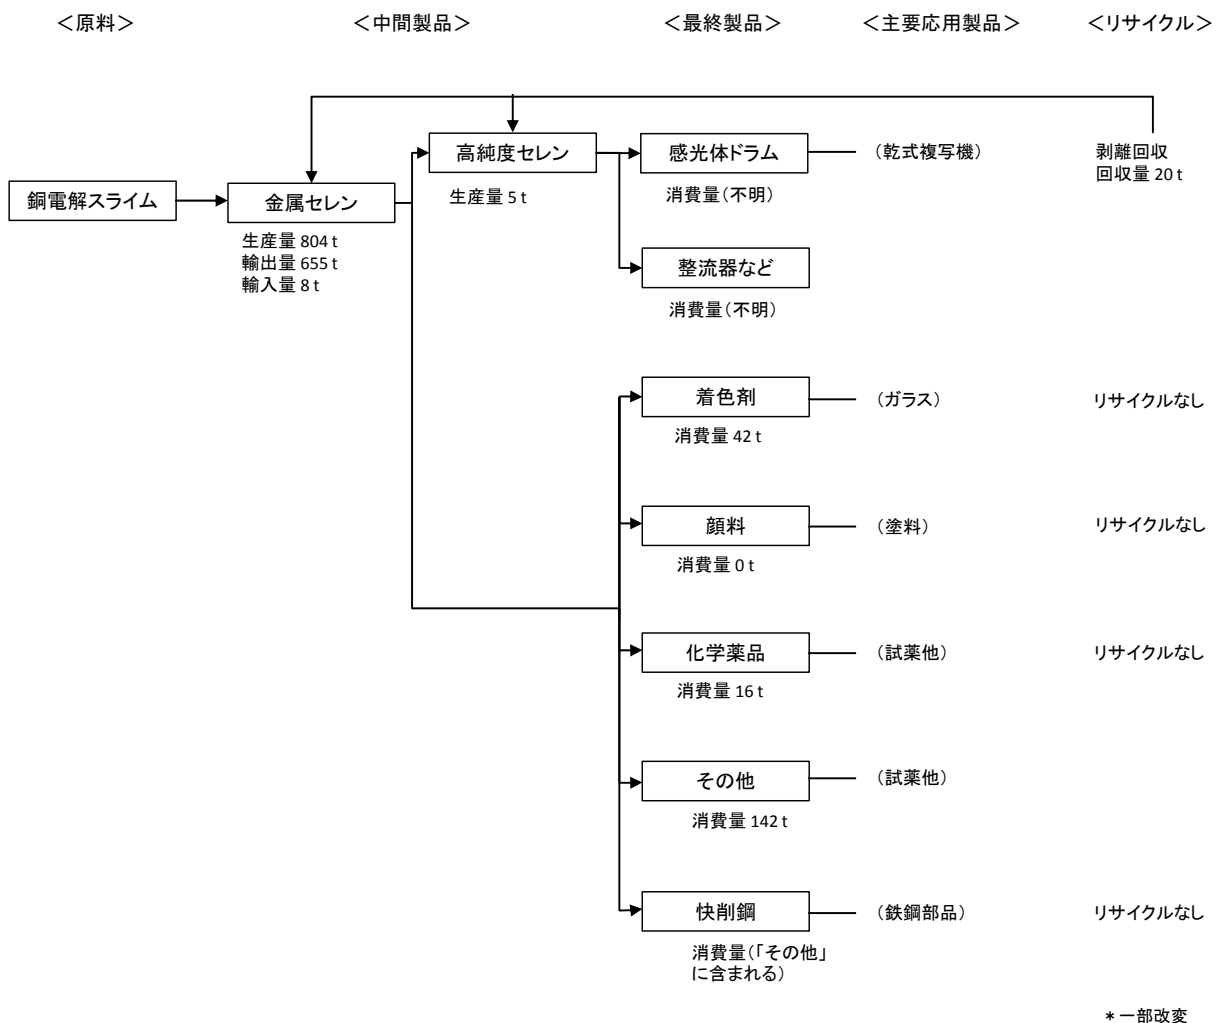 ＜原料＞
＜中間製品＞
＜最終製品＞
＜主要応用製品＞
＜リサイクル＞
高純度セレン
生産量 5 t
感光体ドラム
消費量（不明）
（乾式複写機）
剥離回収
回収量 20 t
銅電解スライム
金属セレン
生産量 804 t
輸出量 655 t
輸入量 8 t
整流器など
消費量（不明）
着色剤
消費量 42 t
（ガラス）
リサイクルなし
顔料
消費量 0 t
（塗料）
リサイクルなし
化学薬品
消費量 16 t
（試薬他）
リサイクルなし
その他
消費量 142 t
（試薬他）
快削鋼
消費量（「その他」
に含まれる）
（鉄鋼部品）
リサイクルなし
＊一部改変